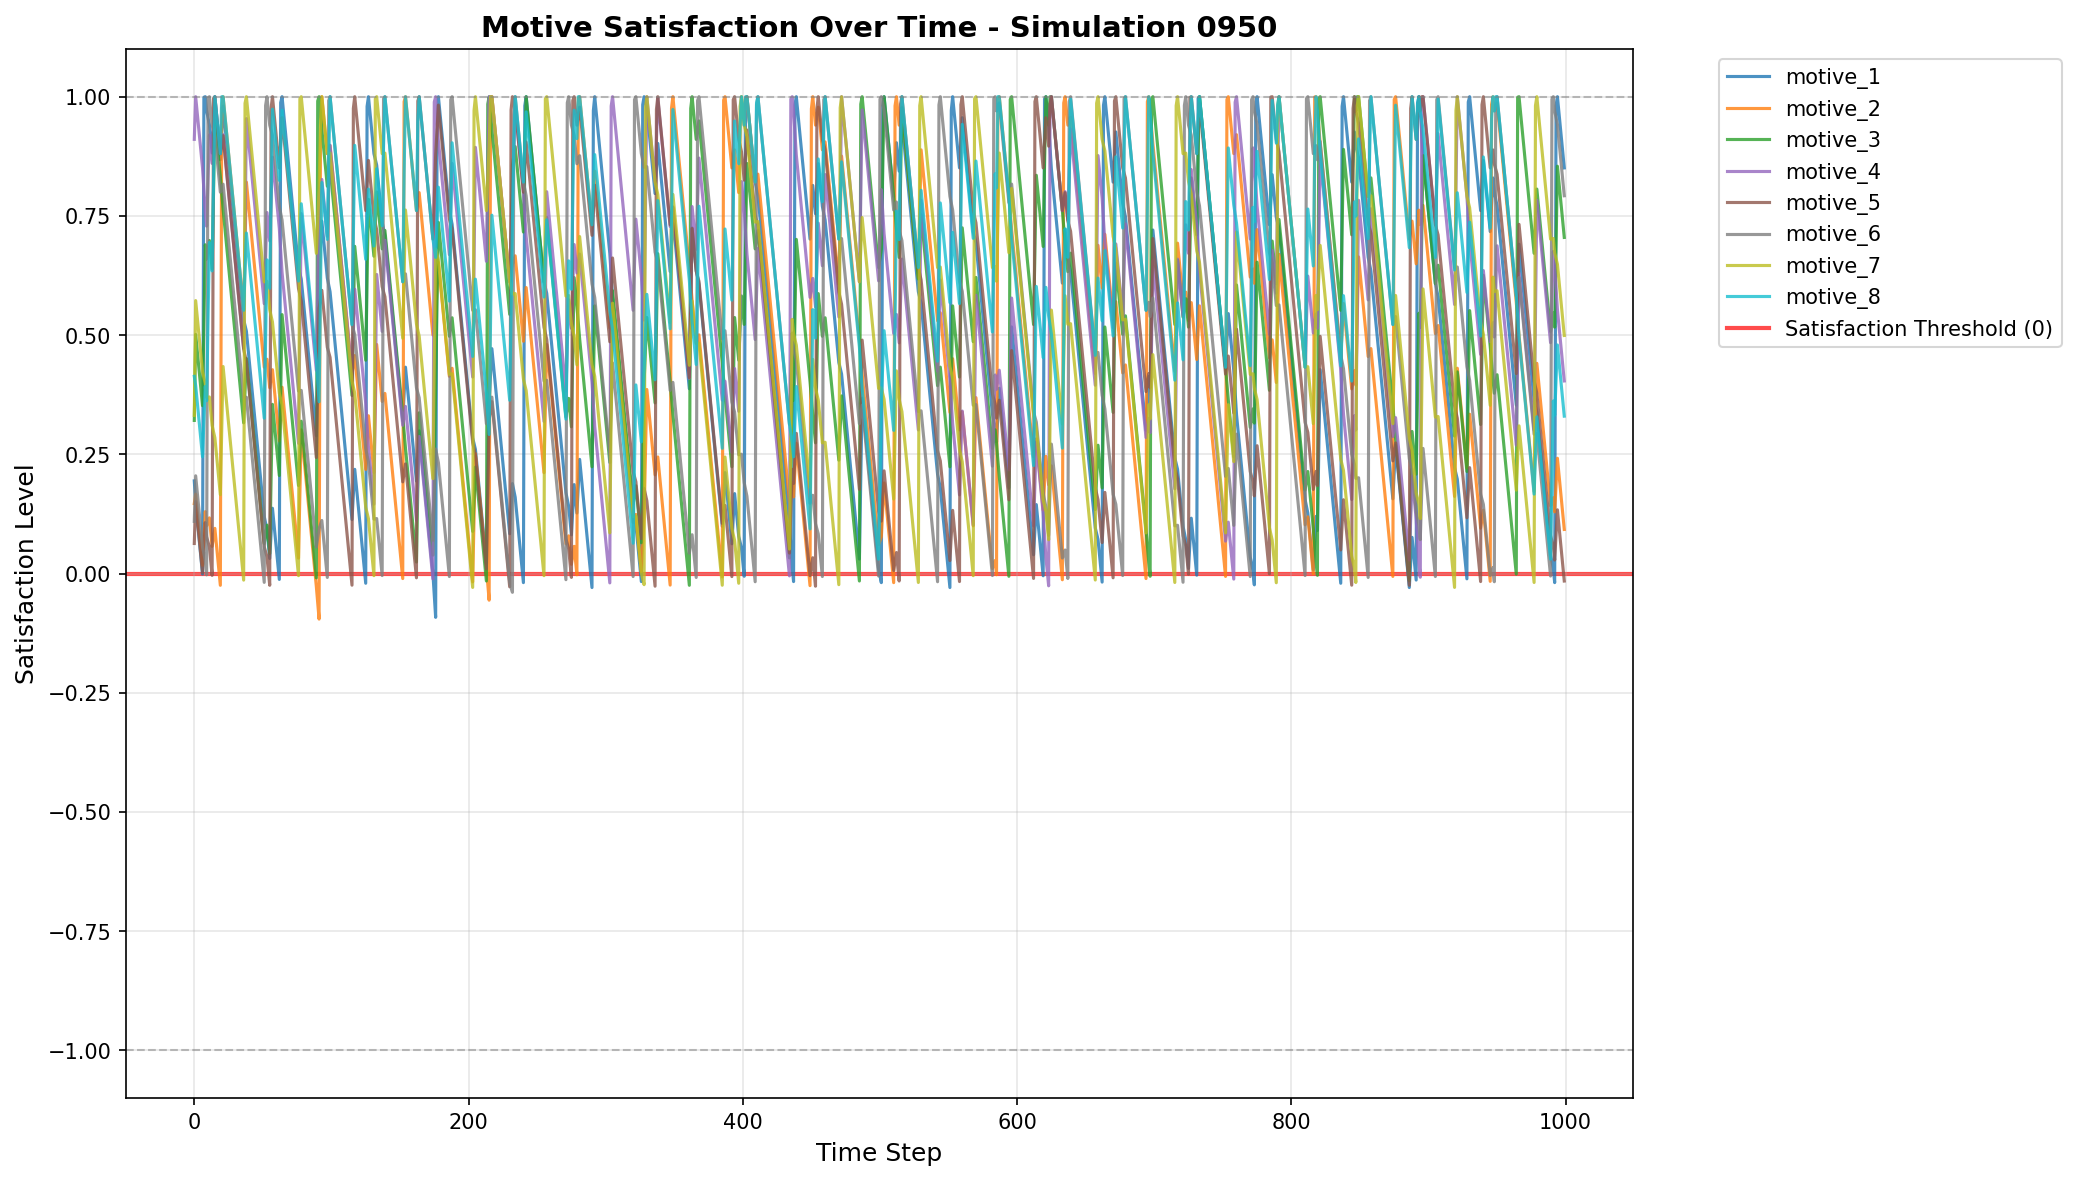 Motive Satisfaction Over Time - Simulation 0950
Satisfaction Level
1.00
0.75
0.50
0.25
0.00
−0.25
−0.50
−0.75
−1.00
0
200
400
600
800
1000
Time Step
motive_1
motive_2
motive_3
motive_4
motive_5
motive_6
motive_7
motive_8
Satisfaction Threshold (0)